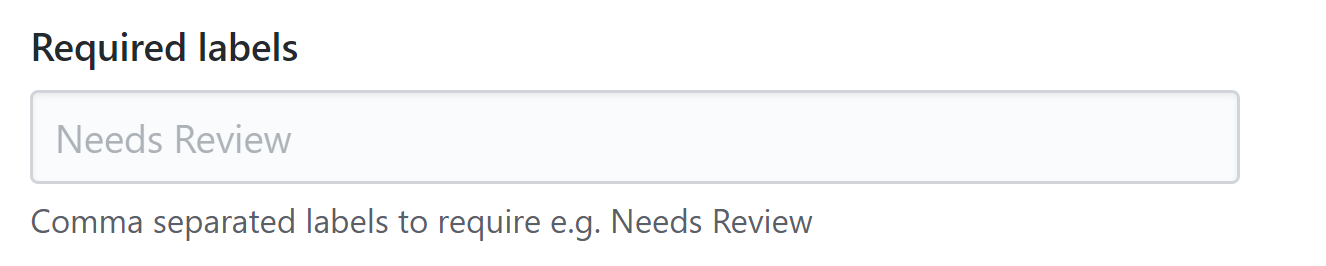 Required labels
Needs Review
Comma separated labels to require e.g. Needs Review